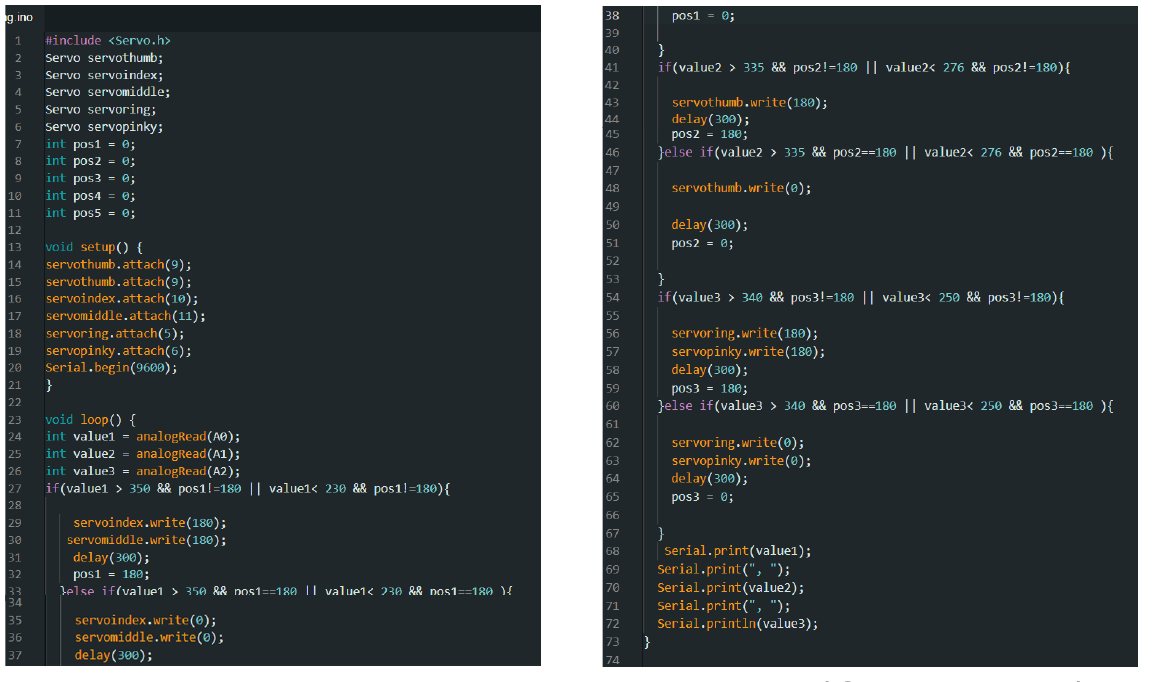 g.ino
1 #include <Servo.h>
2 Servo servothumb;
3 Servo servoindex;
4 Servo servomiddle;
5 Servo servoring;
6 Servo servopinky;
7 int pos1 = 0;
8 int pos2 = 0;
9 int pos3 = 0;
10 int pos4 = 0;
11 int pos5 = 0;
12
13 void setup() {
14 servothumb.attach(9);
15 servothumb.attach(9);
16 servoindex.attach(10);
17 servomiddle.attach(11);
18 servoring.attach(5);
19 servopinky.attach(6);
20 Serial.begin(9600);
21 }
22
23 void loop() {
24 int value1 = analogRead(A0);
25 int value2 = analogRead(A1);
26 int value3 = analogRead(A2);
27 if(value1 > 350 && pos1!=180 || value1< 230 && pos1!=180){
28
29 servoindex.write(180);
30 servomiddle.write(180);
31 delay(300);
32 pos1 = 180;
33 }else if(value1 > 350 && pos1==180 || value1< 230 && pos1==180 ){
34
35 servoindex.write(0);
36 servomiddle.write(0);
37 delay(300);
38 pos1 = 0;
39
40 }
41 if(value2 > 335 && pos2!=180 || value2< 276 && pos2!=180){
42
43 servothumb.write(180);
44 delay(300);
45 pos2 = 180;
46 }else if(value2 > 335 && pos2==180 || value2< 276 && pos2==180 ){
47
48 servothumb.write(0);
49
50 delay(300);
51 pos2 = 0;
52
53 }
54 if(value3 > 340 && pos3!=180 || value3< 250 && pos3!=180){
55
56 servoring.write(180);
57 servopinky.write(180);
58 delay(300);
59 pos3 = 180;
60 }else if(value3 > 340 && pos3==180 || value3< 250 && pos3==180 ){
61
62 servoring.write(0);
63 servopinky.write(0);
64 delay(300);
65 pos3 = 0;
66
67 }
68 Serial.print(value1);
69 Serial.print(", ");
70 Serial.print(value2);
71 Serial.print(", ");
72 Serial.println(value3);
73 }
74